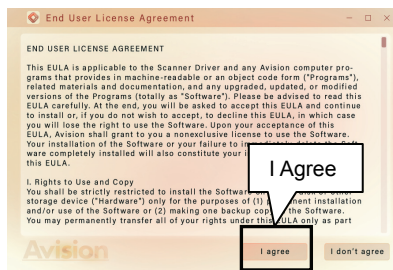 End User License Agreement
END USER LICENSE AGREEMENT
This EULA is applicable to the Scanner Driver and any Avision computer pro-
grams that provides in machine-readable or an object code form ("Programs"),
related materials and documentation, and any upgraded, updated, or modified
versions of the Programs (totally as "Software"). Please be advised to read this
EULA carefully. At the end, you will be asked to accept this EULA and continue
to install or, if you do not wish to accept, to decline this EULA, in which case
you will lose the right to use the Software. Upon your acceptance of this
EULA, Avision shall grant to you a nonexclusive license to use the Software.
Your installation of the Software or your failure to
ware completely installed will also constitute your
this EULA.
I Agree
I. Rights to Use and Copy
You shall be strictly restricted to install the Software
storage device ("Hardware") only for the purposes of (1) installation
and/or use of the Software or (2) making one backup the Software.
You may permanently transfer all of your rights under this EULA only as part
Avision
I agree
I don't agree